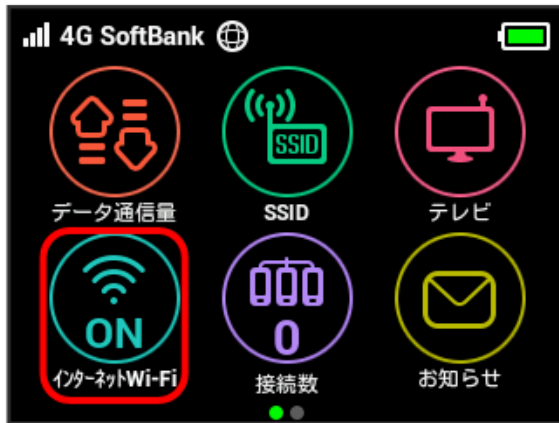 4G SoftBank
SSID
データ通信量
SSID
テレビ
ON
0
インターネットWi-Fi
接続数
お知らせ